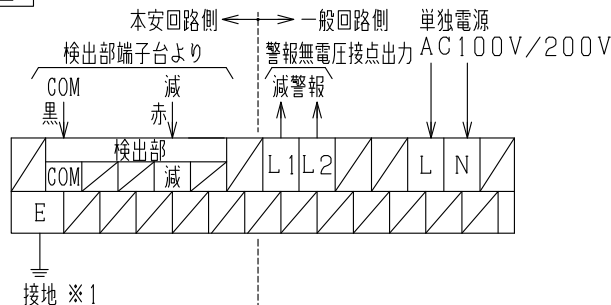 本安回路側 一般回路側 単独電源
検出部端子台より 警報無電圧接点出力 AC100V/200V
COM 減 減警報
黒 赤
検出部 L1 L2 L N
COM 減
E
接地 ※1